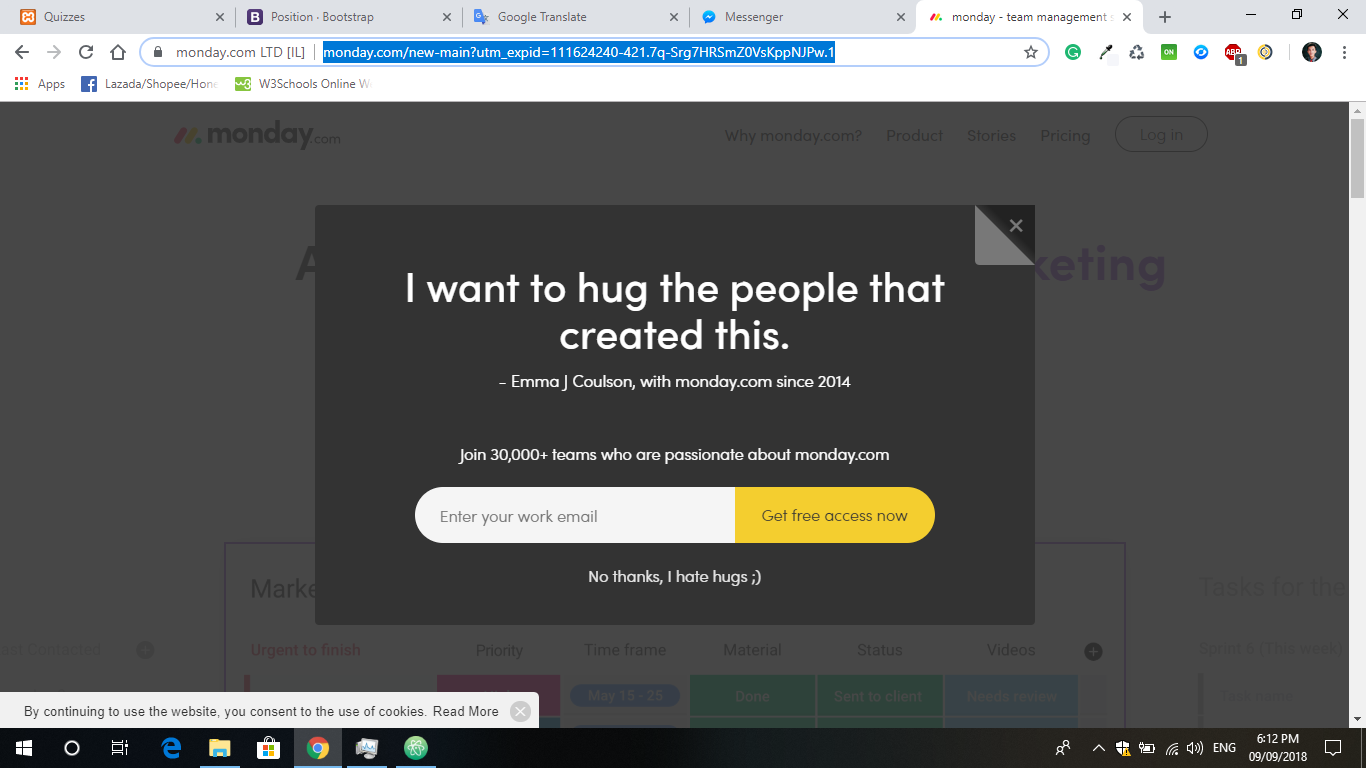 Quizzes
Position · Bootstrap
Google Translate
Messenger
monday - team management s
monday.com LTD [IL]
monday.com/new-main?utm_expid=111624240-421.7q-Srg7HRSmZ0VsKppNJPw.1
ON
ABP
1
Apps
Lazada/Shopee/Hone
W3Schools Online We
monday.com
Why monday.com?
Product
Stories
Pricing
Log in
A
keting
I want to hug the people that
created this.
- Emma J Coulson, with monday.com since 2014
Join 30,000+ teams who are passionate about monday.com
Enter your work email
Get free access now
No thanks, I hate hugs ;)
Marke
Tasks for the
Contacted
Urgent to finish
Priority
Time frame
Material
Status
Videos
Sprint 6 (This week)
May 15 - 25
Done
Sent to client
Needs review
Task name
By continuing to use the website, you consent to the use of cookies. Read More
ENG
6:12 PM
09/09/2018